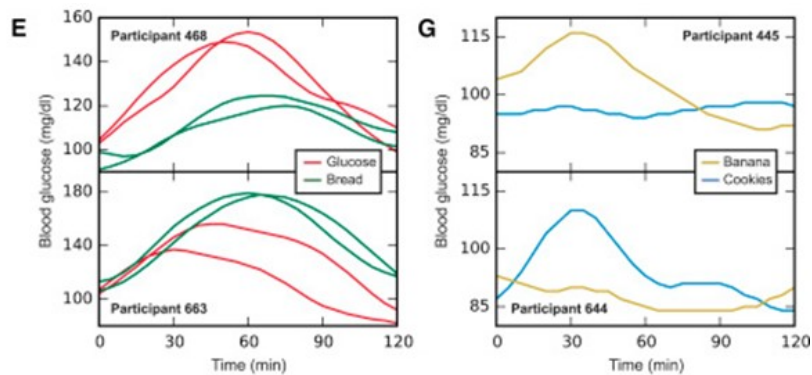 E
Participant 468
Blood glucose (mg/dl)
160
140
120
100
Glucose
Bread
180
140
100
Participant 663
0
30
60
90
120
Time (min)
G
Participant 445
Blood glucose (mg/dl)
115
100
85
Banana
Cookies
115
100
85
Participant 644
0
30
60
90
120
Time (min)